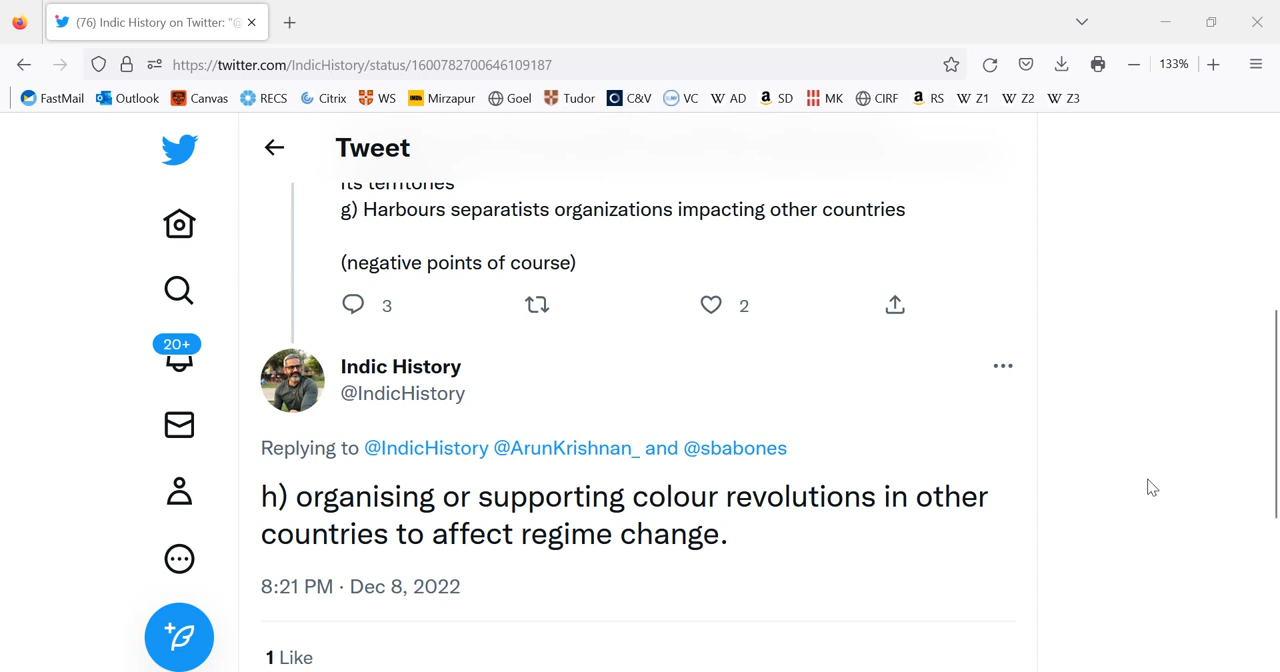 (76) Indic History on Twitter: "@
https://twitter.com/IndicHistory/status/1600782700646109187
133%
FastMail Outlook Canvas RECS Citrix WS Mirzapur Goel Tudor C&V VC W AD SD MK CIRF RS W Z1 W Z2 W Z3
Tweet
its territories
g) Harbours separatists organizations impacting other countries
(negative points of course)
3 2
20+
Indic History
@IndicHistory
Replying to @IndicHistory @ArunKrishnan_ and @sbabones
h) organising or supporting colour revolutions in other
countries to affect regime change.
8:21 PM · Dec 8, 2022
1 Like